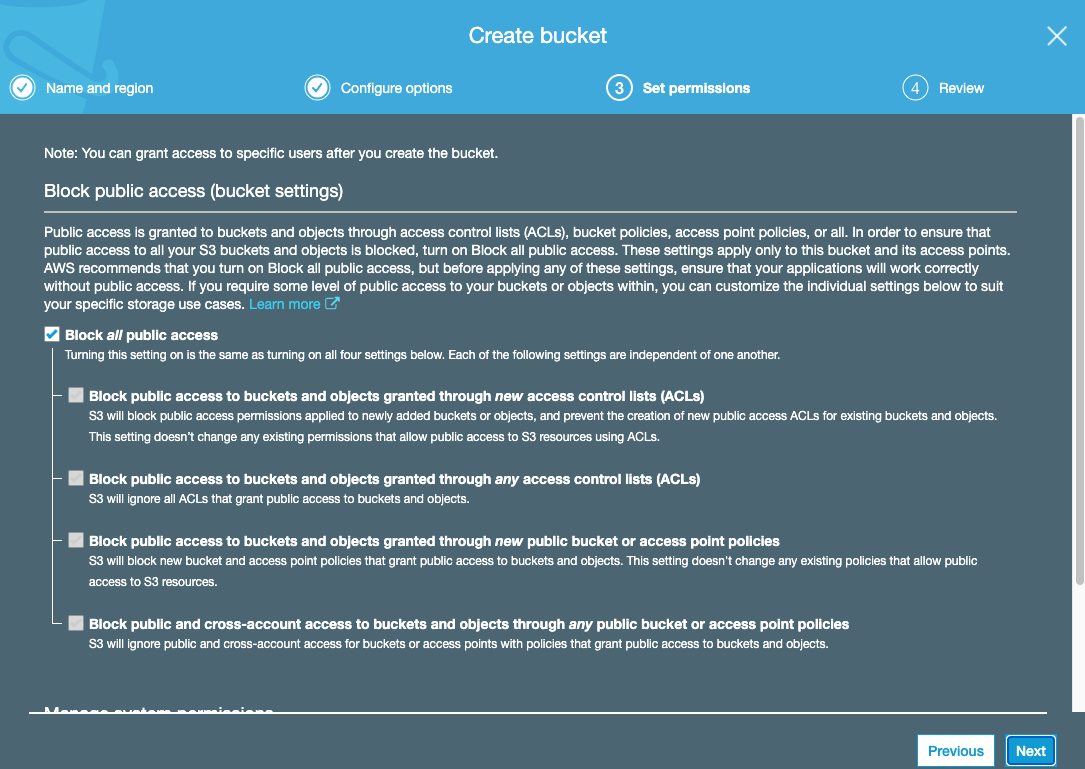 Create bucket
Name and region
Configure options
3 Set permissions
4 Review
Note: You can grant access to specific users after you create the bucket.
Block public access (bucket settings)
Public access is granted to buckets and objects through access control lists (ACLs), bucket policies, access point policies, or all. In order to ensure that
public access to all your S3 buckets and objects is blocked, turn on Block all public access. These settings apply only to this bucket and its access points.
AWS recommends that you turn on Block all public access, but before applying any of these settings, ensure that your applications will work correctly
without public access. If you require some level of public access to your buckets or objects within, you can customize the individual settings below to suit
your specific storage use cases. Learn more
Block all public access
Turning this setting on is the same as turning on all four settings below. Each of the following settings are independent of one another.
Block public access to buckets and objects granted through new access control lists (ACLs)
S3 will block public access permissions applied to newly added buckets or objects, and prevent the creation of new public access ACLs for existing buckets and objects.
This setting doesn't change any existing permissions that allow public access to S3 resources using ACLs.
Block public access to buckets and objects granted through any access control lists (ACLs)
S3 will ignore all ACLs that grant public access to buckets and objects.
Block public access to buckets and objects granted through new public bucket or access point policies
S3 will block new bucket and access point policies that grant public access to buckets and objects. This setting doesn't change any existing policies that allow public
access to S3 resources.
Block public and cross-account access to buckets and objects through any public bucket or access point policies
S3 will ignore public and cross-account access for buckets or access points with policies that grant public access to buckets and objects.
Manage system permissions
Previous
Next